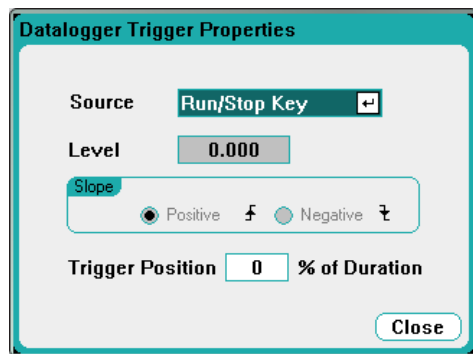 Datalogger Trigger Properties
Source Run/Stop Key
Level 0.000
Slope
Positive Negative
Trigger Position 0 % of Duration
Close